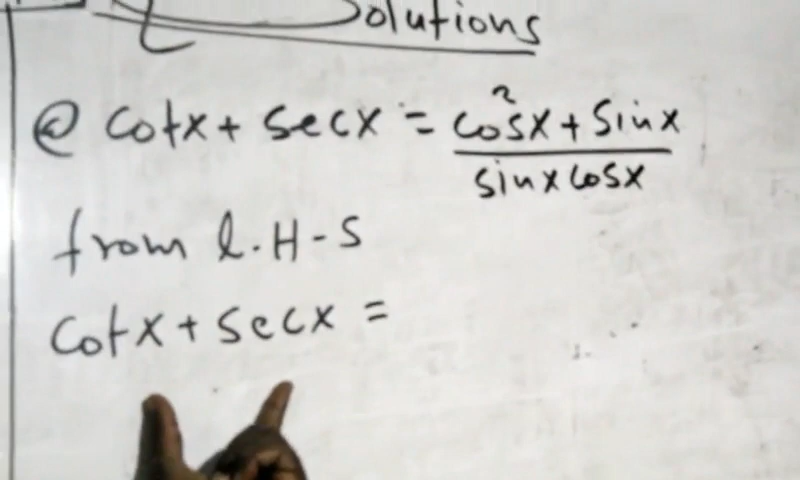 Solutions
@ cotx + secx = cos²x + sinx / sinx cosx
from L.H-S
cotx + secx =